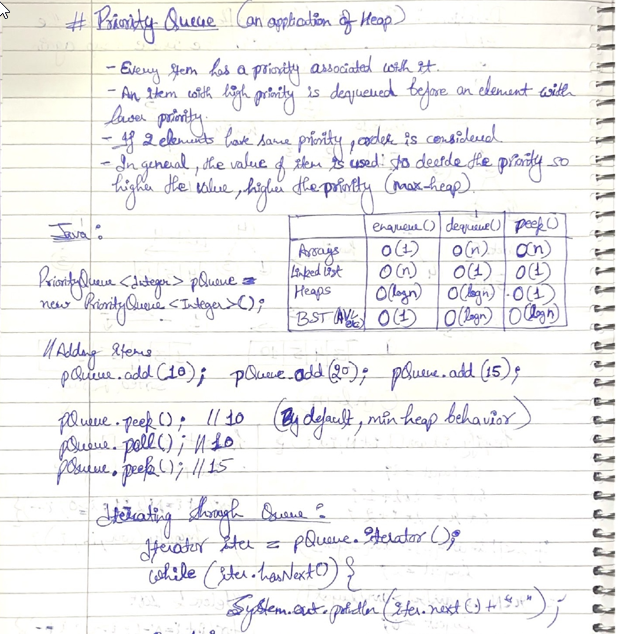 # Priority Queue (an application of Heap)
- Every item has a priority associated with it.
- An item with high priority is dequeued before an element with
lower priority.
- If 2 elements have same priority, order is considered
- In general, the value of item is used to decide the priority so
higher the value, higher the priority (max-heap).
Java:
enqueue() dequeue() peek()
Arrays O(1) O(n) O(n)
Linked List O(n) O(1) O(1)
Heaps O(logn) O(logn) O(1)
BST (AVL etc) O(1) O(logn) O(logn)
PriorityQueue <Integer> pQueue =
new PriorityQueue <Integer>();
// Adding items
pQueue.add(10); pQueue.add(20); pQueue.add(15);
pQueue.peek(); // 10 (By default, min heap behavior)
pQueue.poll(); // 10
pQueue.peek(); // 15
Iterating through Queue:
Iterator iter = pQueue.iterator();
while (iter.hasNext()) {
System.out.println(iter.next() + " ");